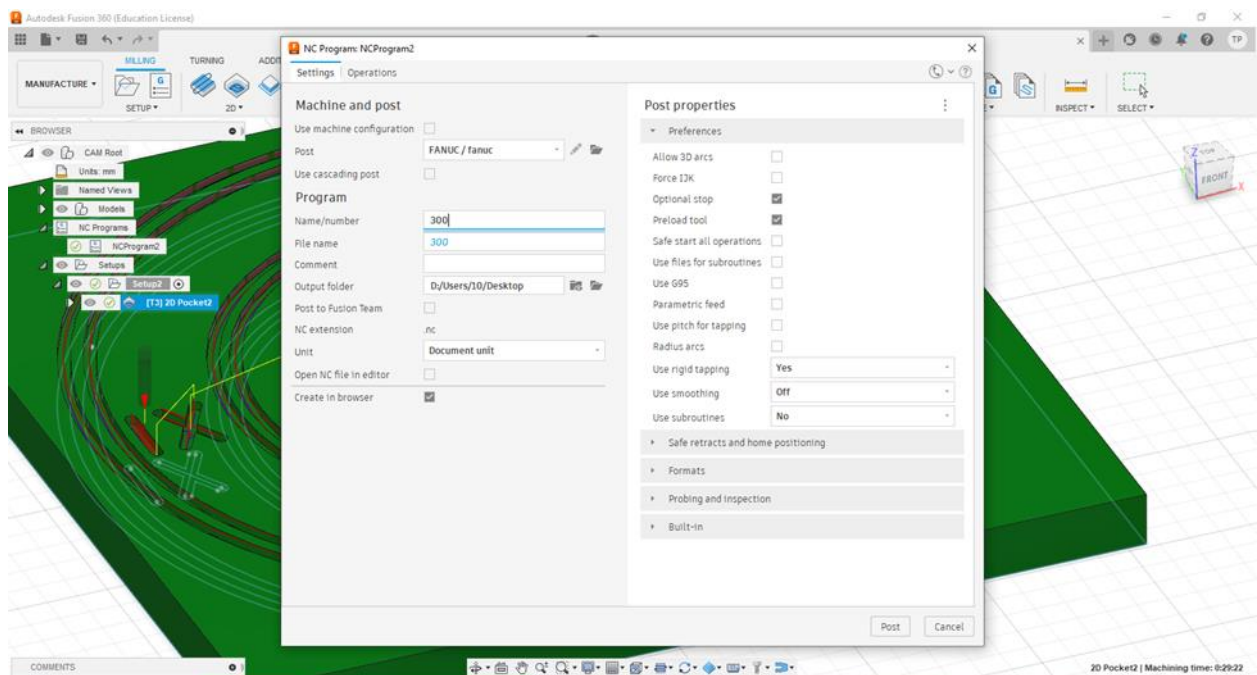 Autodesk Fusion 360 (Education License)
TP
MANUFACTURE
MILLING
TURNING
ADDIT
SETUP
2D
INSPECT
SELECT
NC Program: NCProgram2
Settings Operations
BROWSER
CAM Root
Units: mm
Named Views
Models
NC Programs
NCProgram2
Setups
Setup2
[T3] 2D Pocket2
Machine and post
Use machine configuration
Post FANUC / fanuc
Use cascading post
Program
Name/number 300
File name 300
Comment
Output folder D:/Users/10/Desktop
Post to Fusion Team
NC extension .nc
Unit Document unit
Open NC file in editor
Create in browser
Post properties
Preferences
Allow 3D arcs
Force IJK
Optional stop
Preload tool
Safe start all operations
Use files for subroutines
Use G95
Parametric feed
Use pitch for tapping
Radius arcs
Use rigid tapping Yes
Use smoothing Off
Use subroutines No
Safe retracts and home positioning
Formats
Probing and inspection
Built-in
Post Cancel
Z
TOP
FRONT
X
COMMENTS
2D Pocket2 | Machining time: 0:29:22